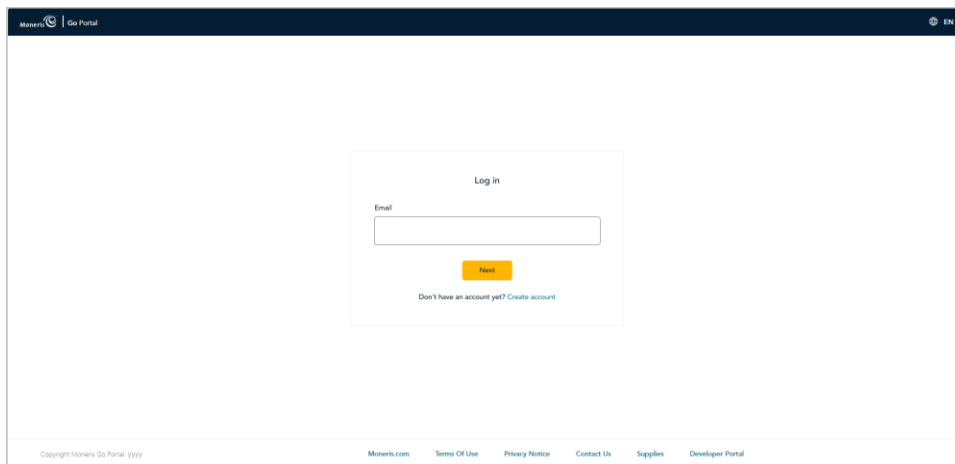 Moneris Go Portal EN
Log in
Email
Next
Don't have an account yet? Create account
Copyright Moneris Go Portal yyyy Moneris.com Terms Of Use Privacy Notice Contact Us Supplies Developer Portal